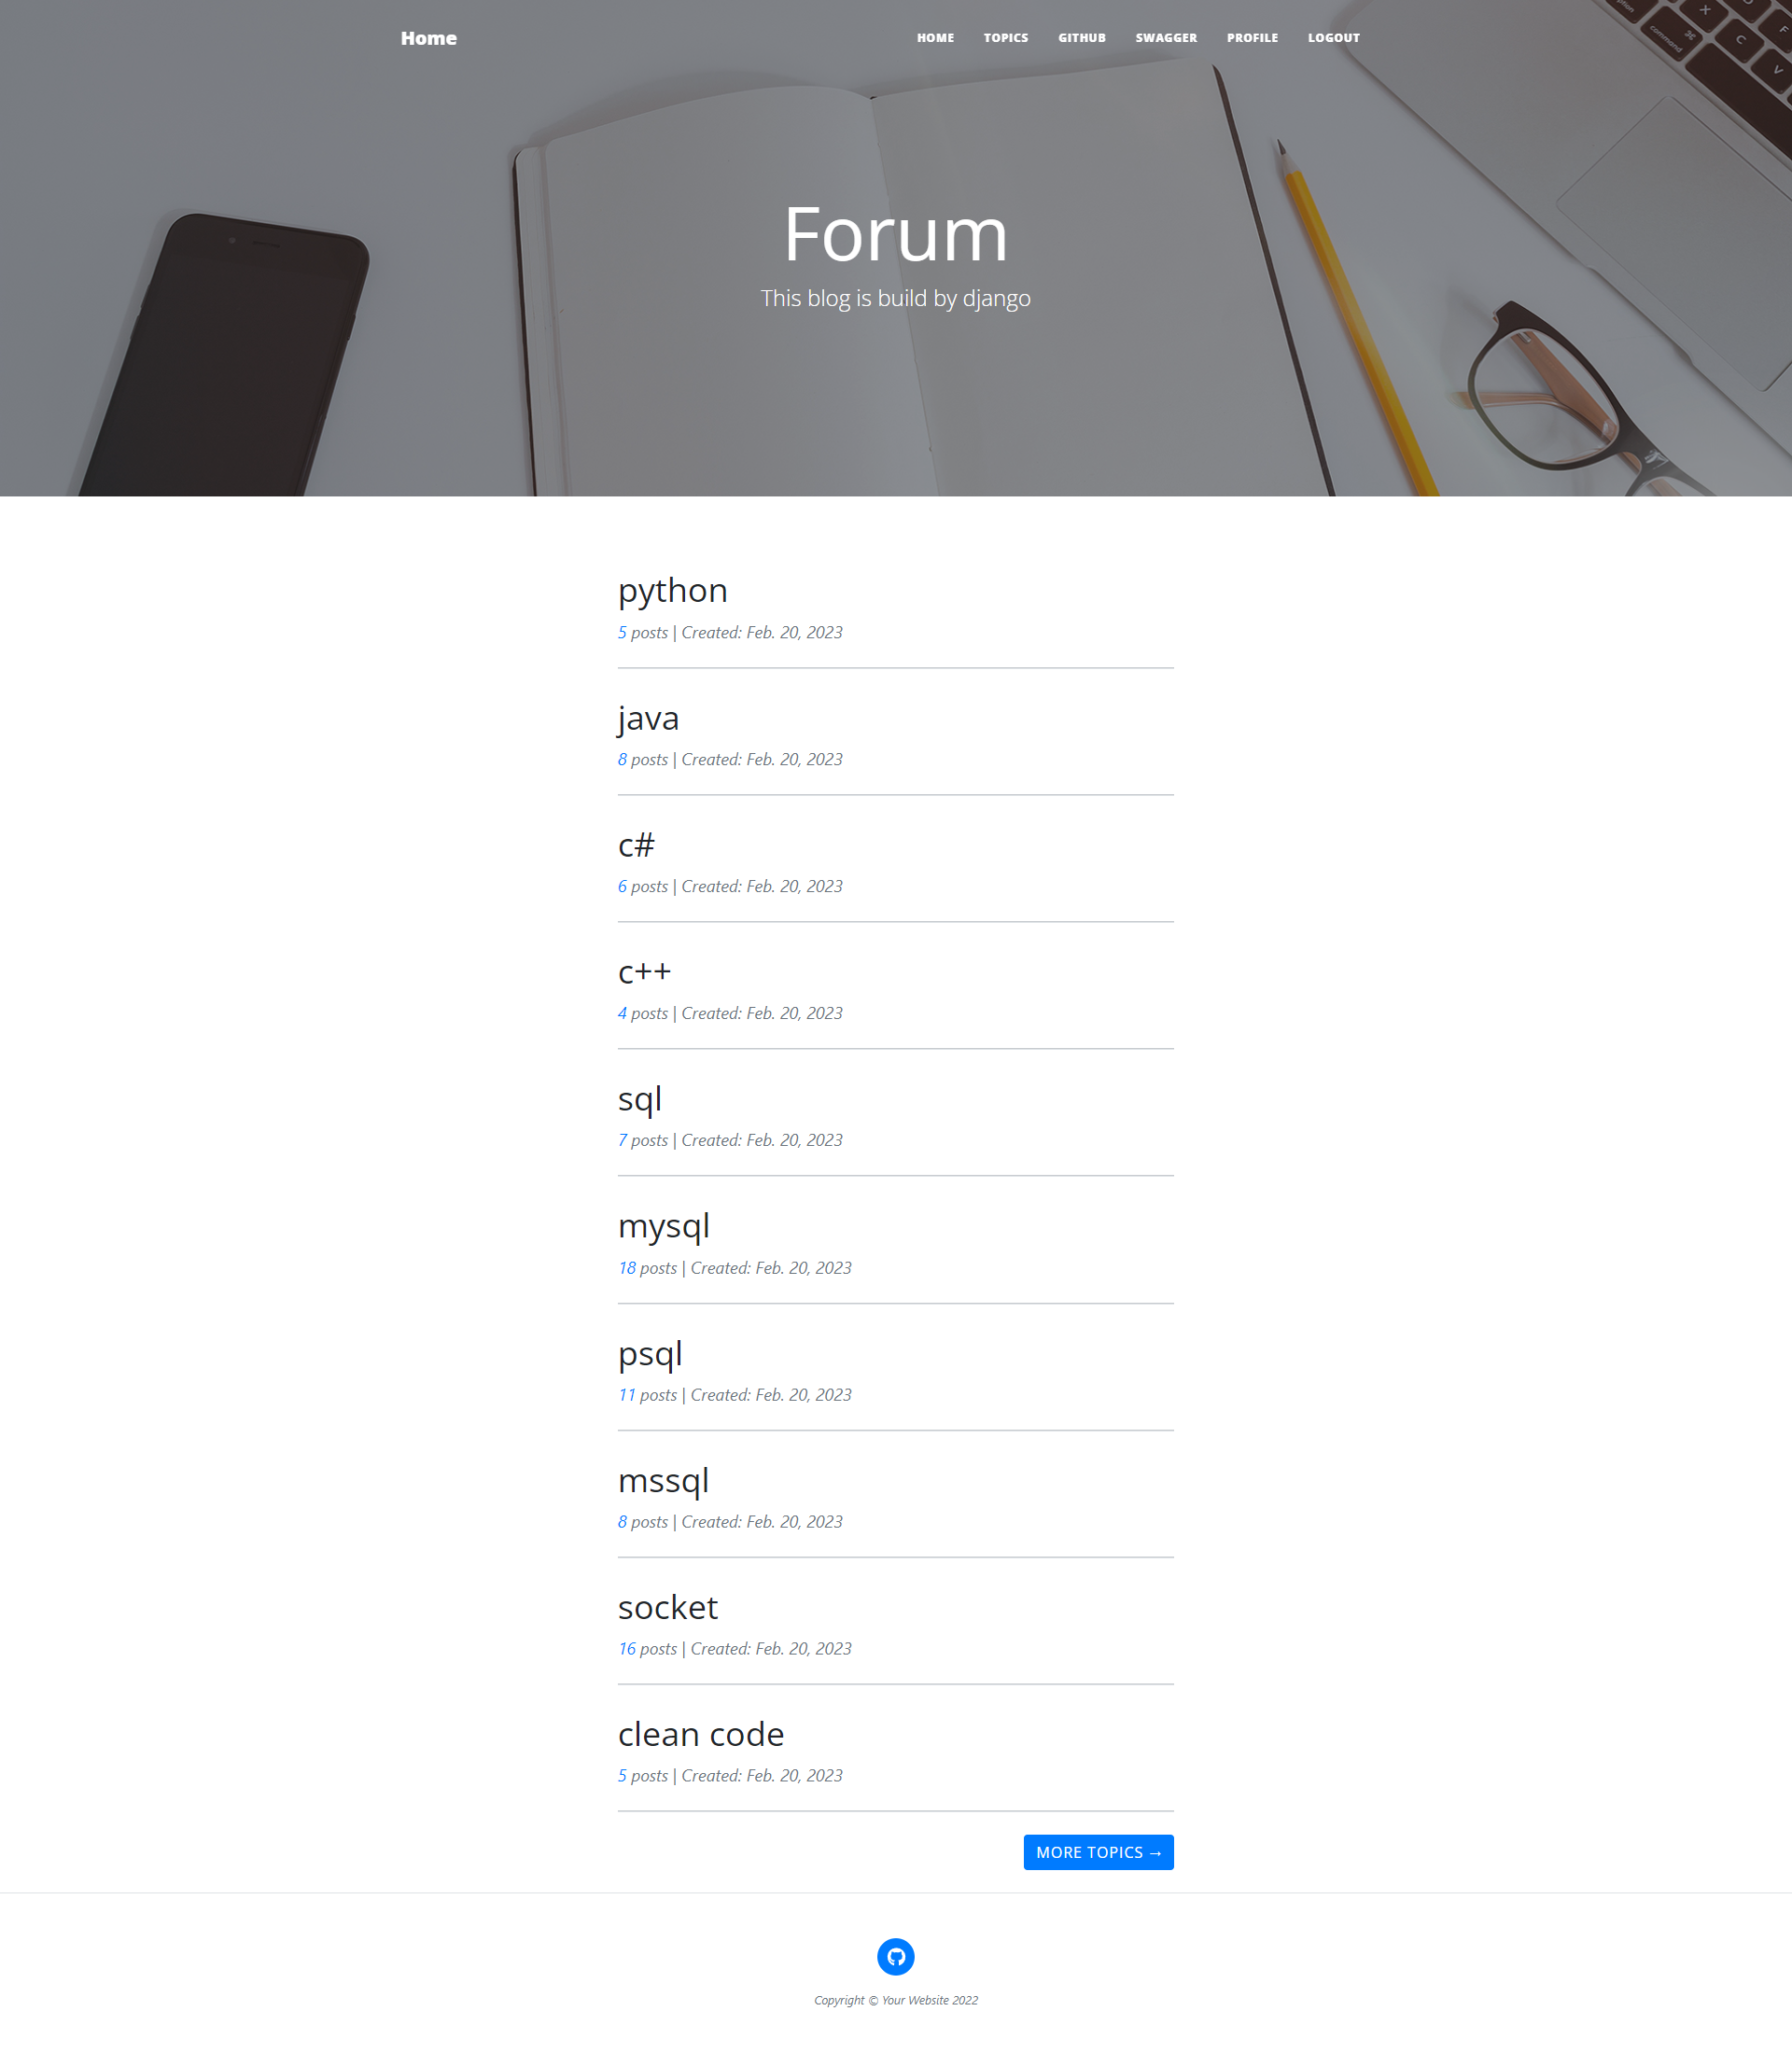 Home
HOME TOPICS GITHUB SWAGGER PROFILE LOGOUT
Forum
This blog is build by django
python
5 posts | Created: Feb. 20, 2023
java
8 posts | Created: Feb. 20, 2023
c#
6 posts | Created: Feb. 20, 2023
c++
4 posts | Created: Feb. 20, 2023
sql
7 posts | Created: Feb. 20, 2023
mysql
18 posts | Created: Feb. 20, 2023
psql
11 posts | Created: Feb. 20, 2023
mssql
8 posts | Created: Feb. 20, 2023
socket
16 posts | Created: Feb. 20, 2023
clean code
5 posts | Created: Feb. 20, 2023
MORE TOPICS →
Copyright © Your Website 2022